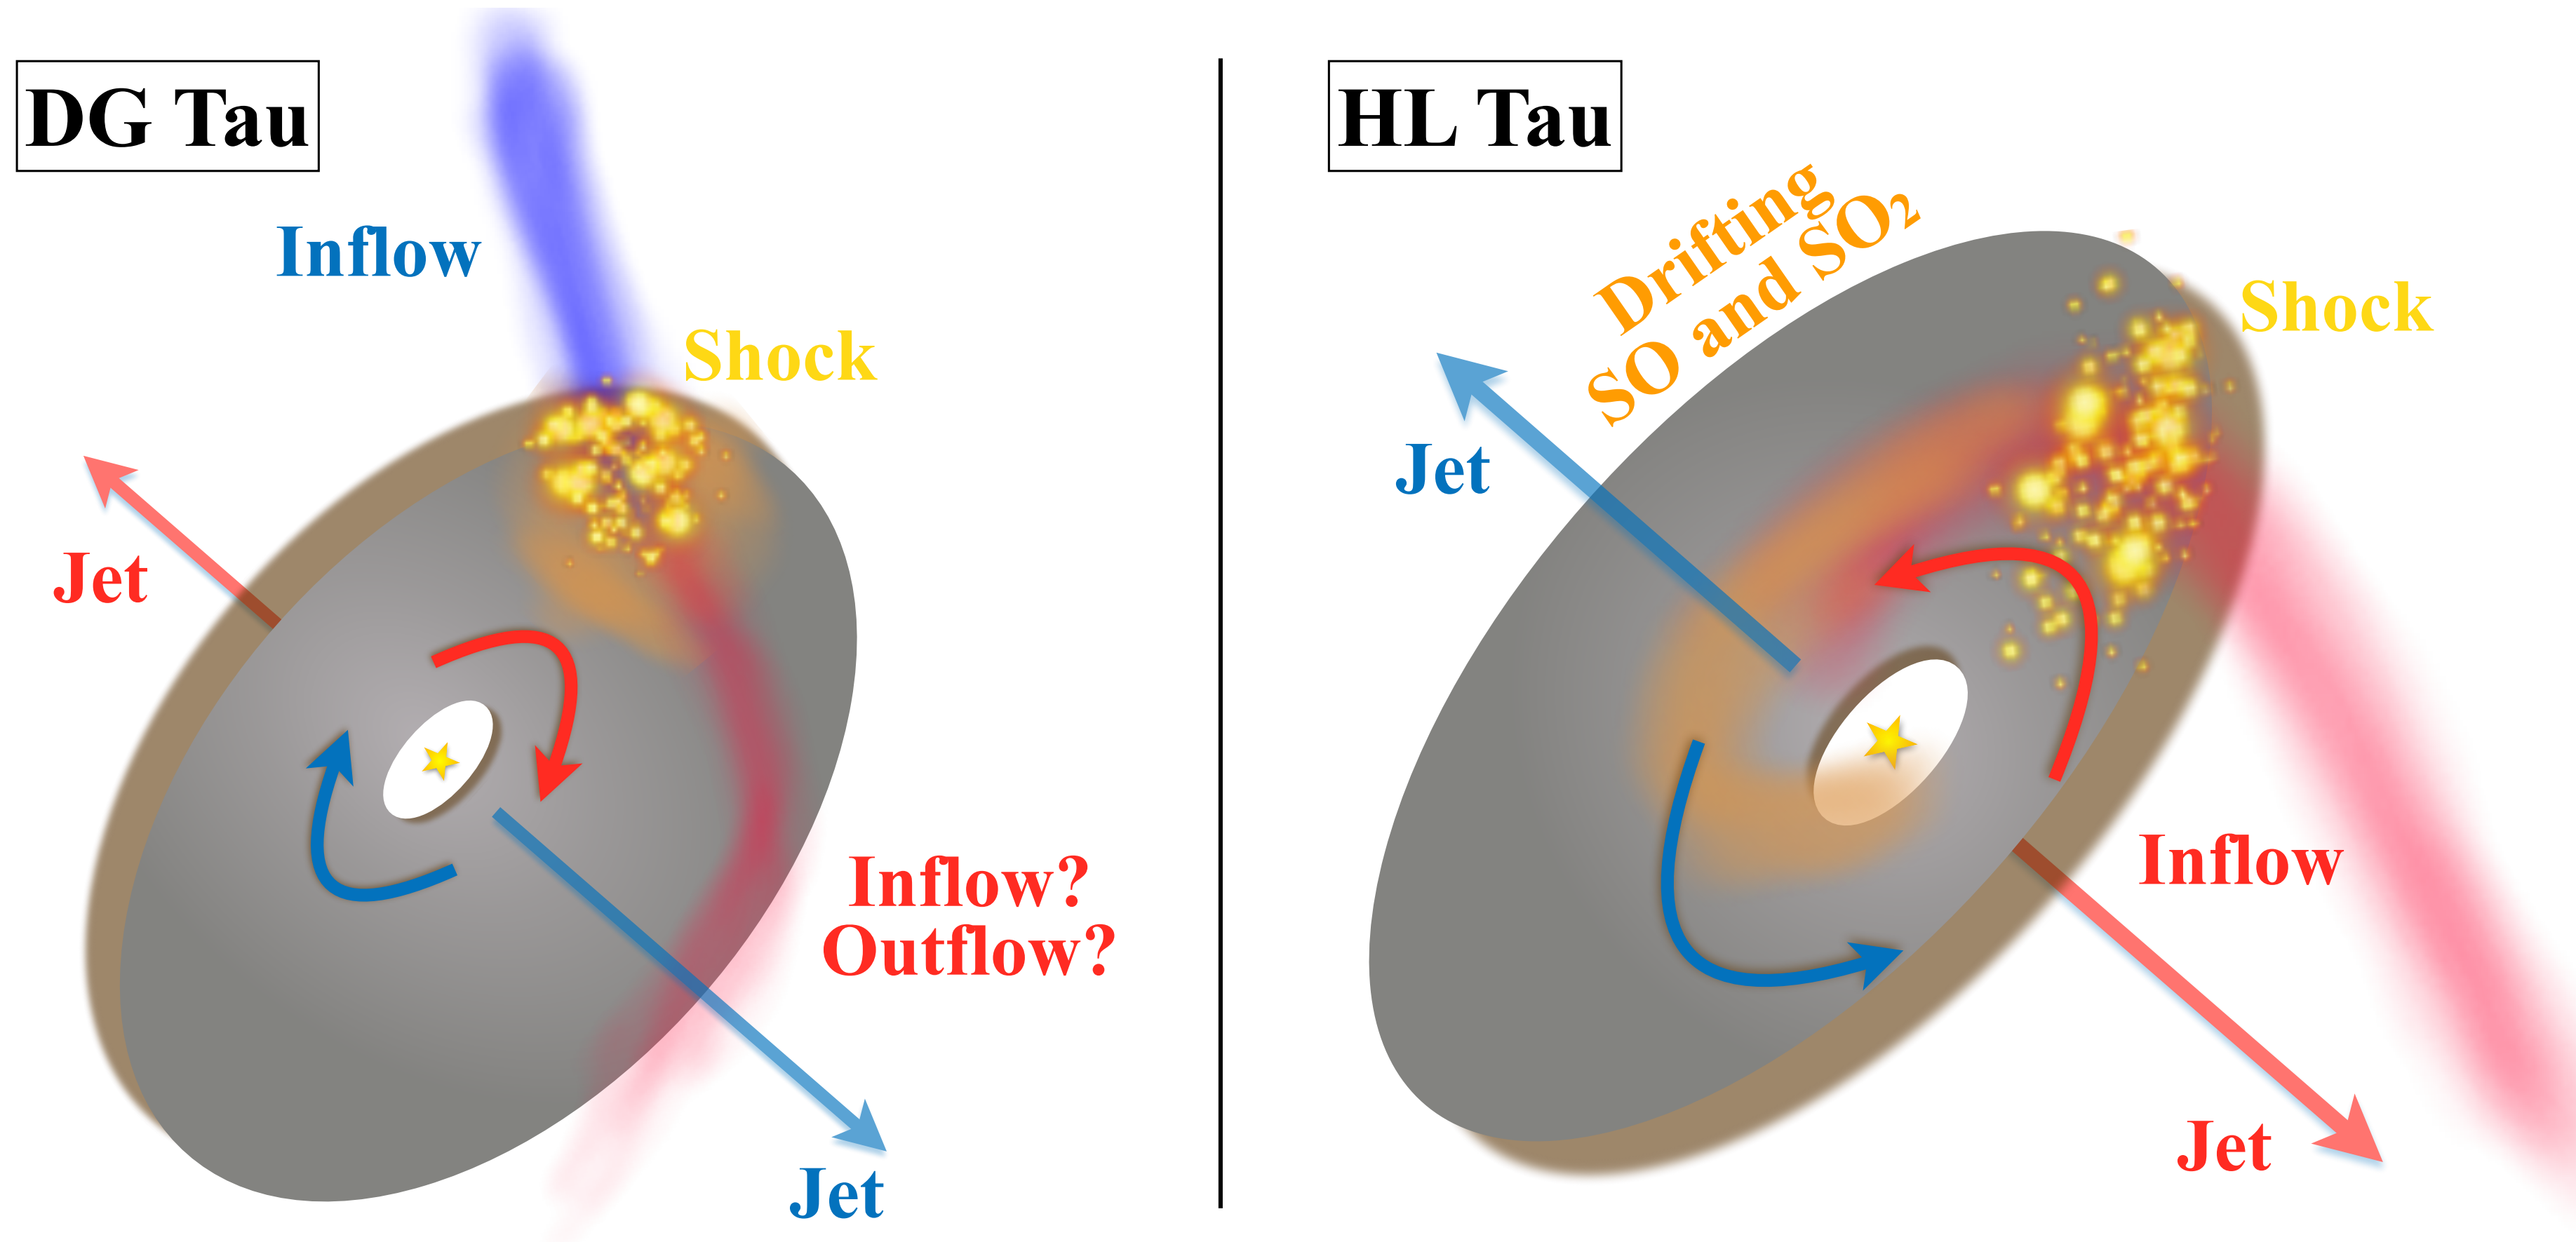 DG Tau
Inflow
Shock
Jet
Inflow?
Outflow?
Jet
HL Tau
Drifting
SO and SO₂
Shock
Jet
Inflow
Jet